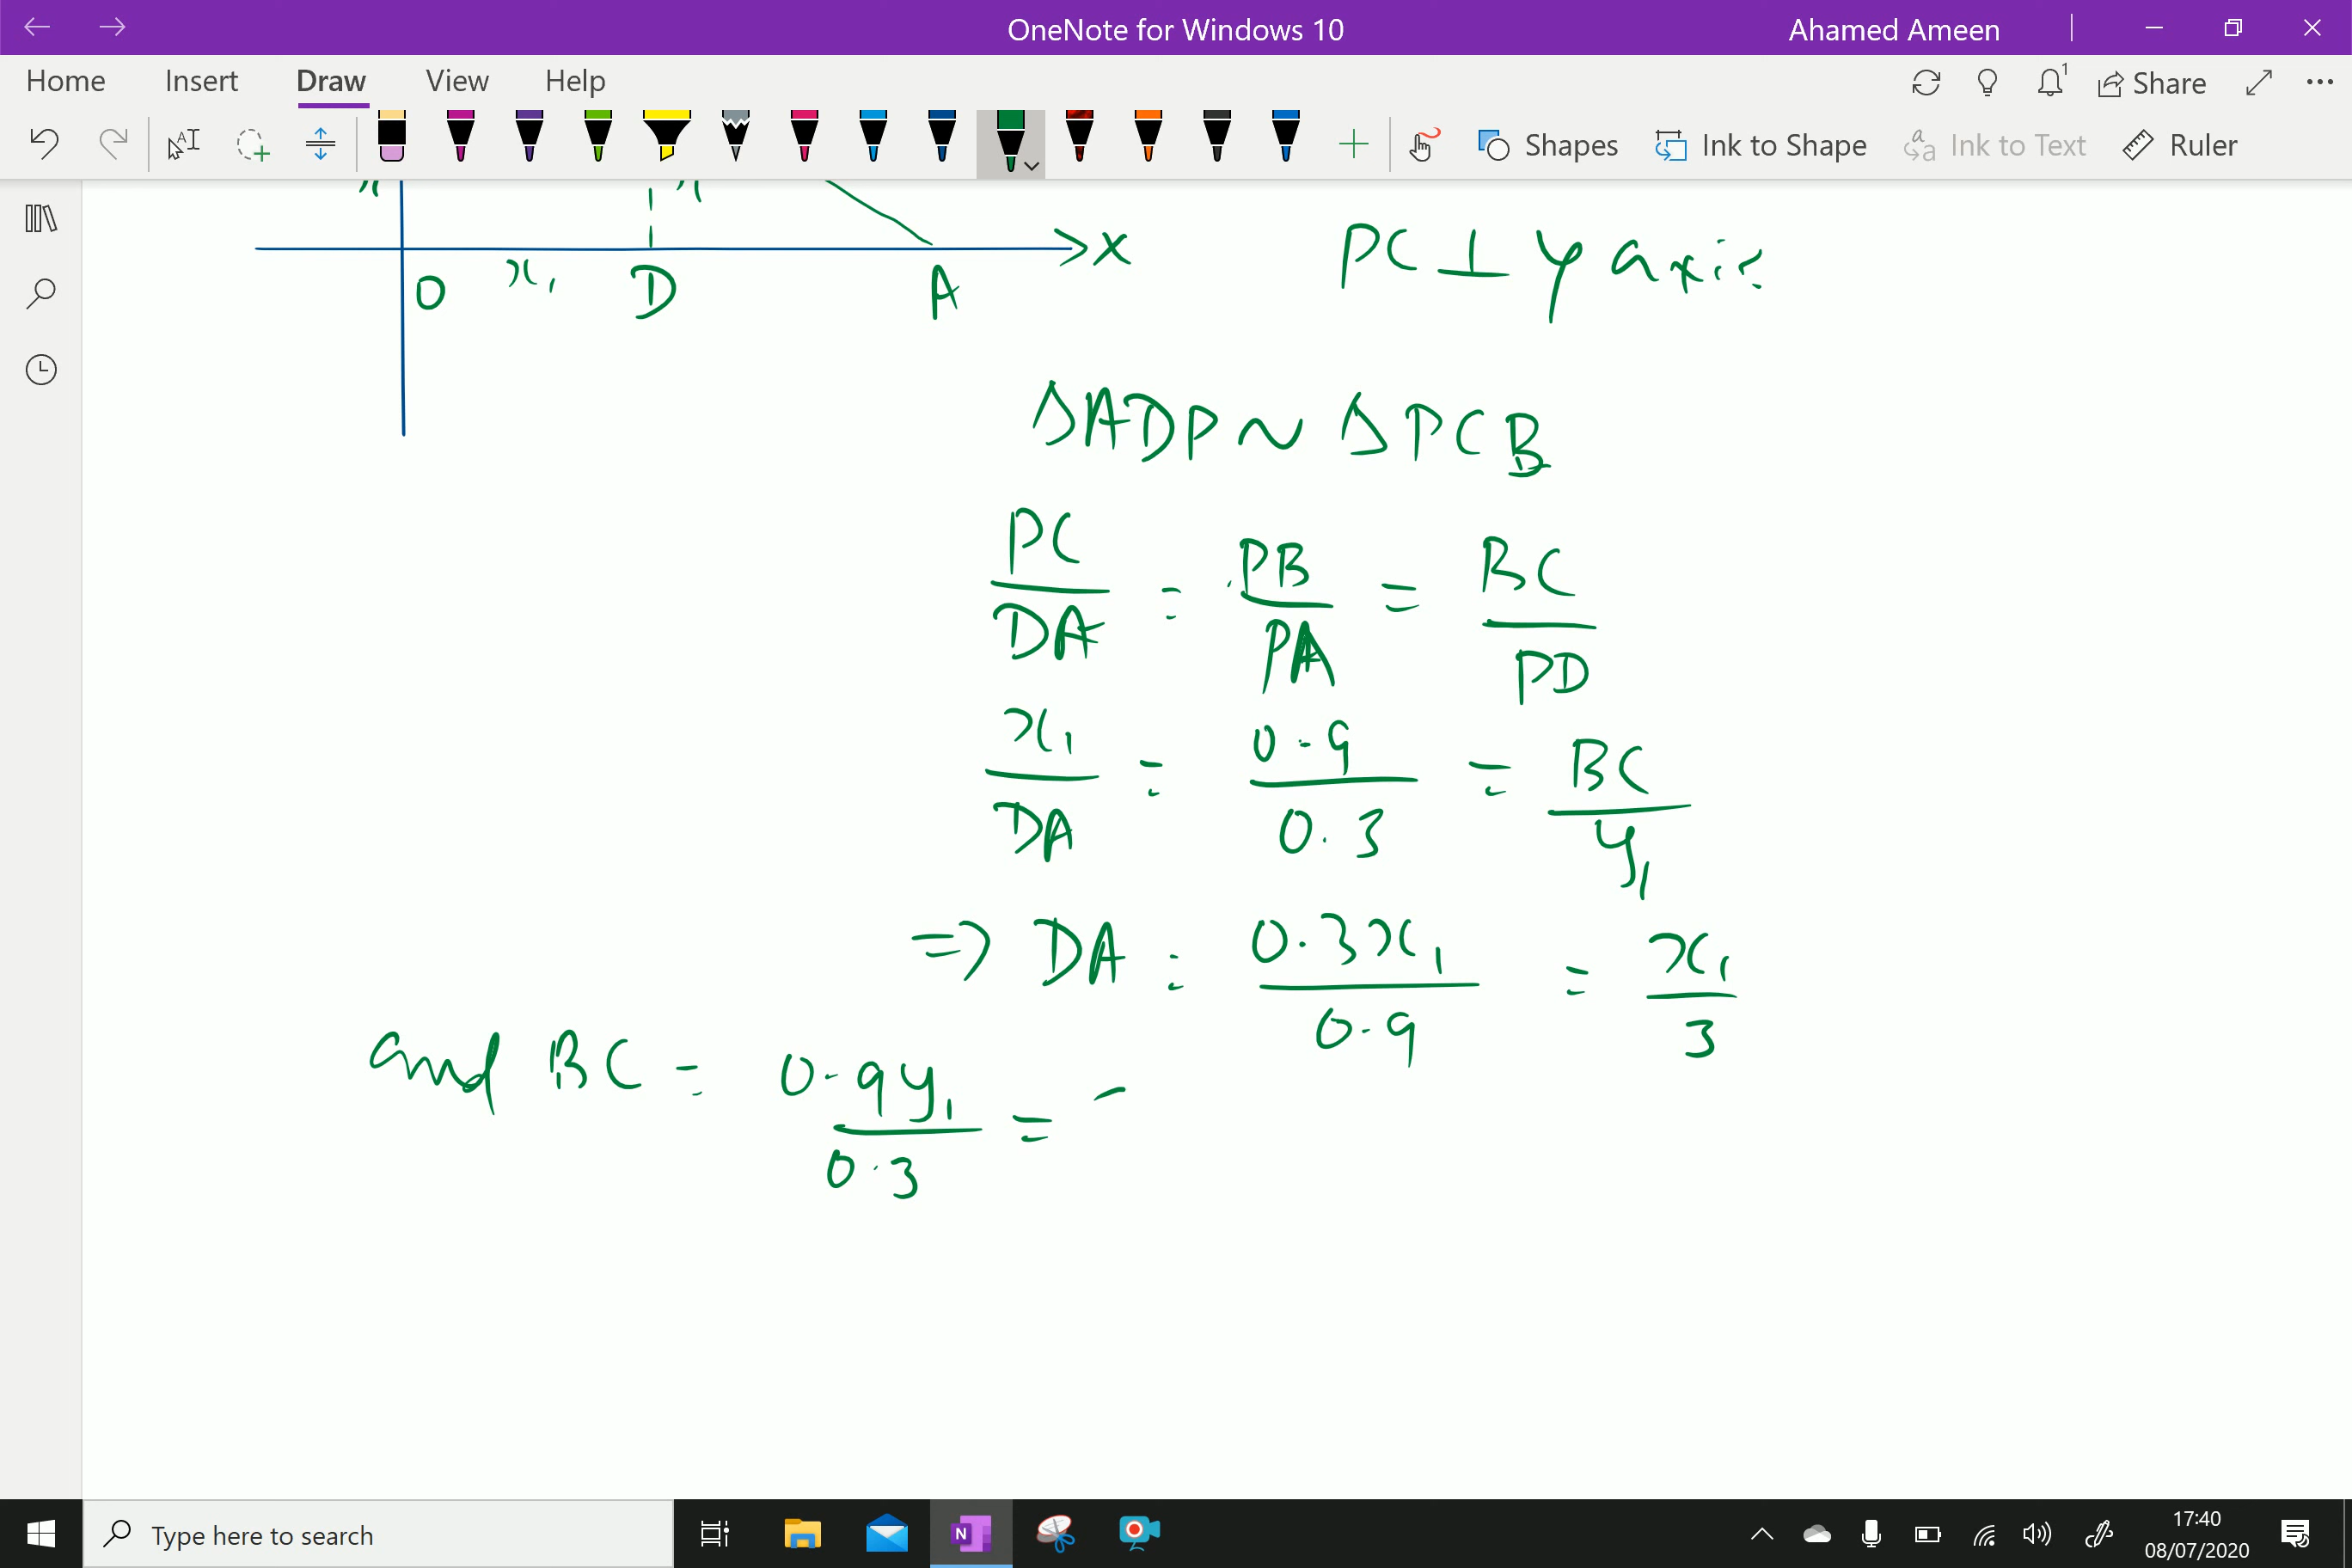 OneNote for Windows 10 Ahamed Ameen
Home Insert Draw View Help 1 Share
Shapes Ink to Shape Ink to Text Ruler
> x
O x₁ D A
PC ⊥ y axis
ΔADP ~ ΔPCB
PC/DA = PB/PA = BC/PD
x₁/DA = 0.9/0.3 = BC/y₁
=> DA = 0.3x₁/0.9 = x₁/3
and BC = 0.9y₁/0.3 =
Type here to search
17:40
08/07/2020